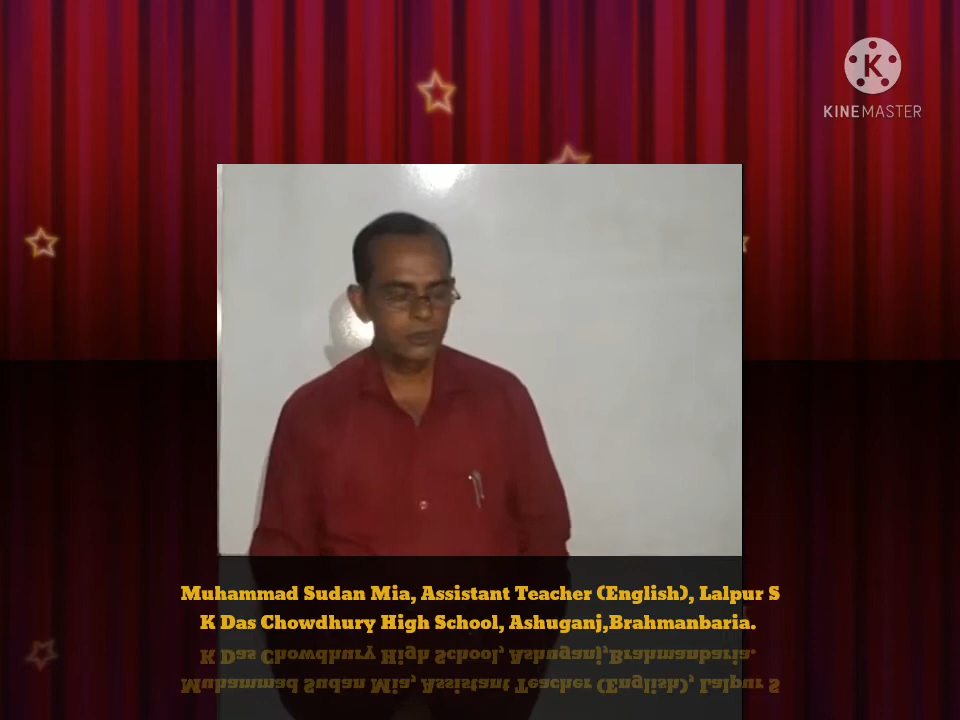 K
KINEMASTER
Muhammad Sudan Mia, Assistant Teacher (English), Lalpur S
K Das Chowdhury High School, Ashuganj,Brahmanbaria.